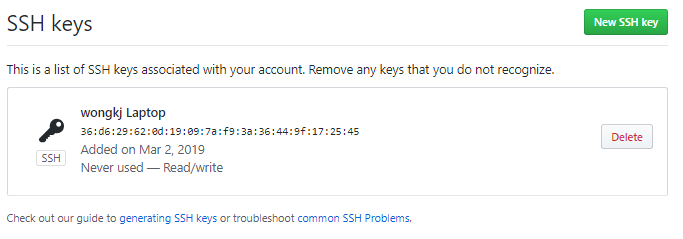 SSH keys
New SSH key
This is a list of SSH keys associated with your account. Remove any keys that you do not recognize.
wongkj Laptop
36:d6:29:62:0d:19:09:7a:f9:3a:36:44:9f:17:25:45
Delete
Added on Mar 2, 2019
SSH
Never used — Read/write
Check out our guide to generating SSH keys or troubleshoot common SSH Problems.